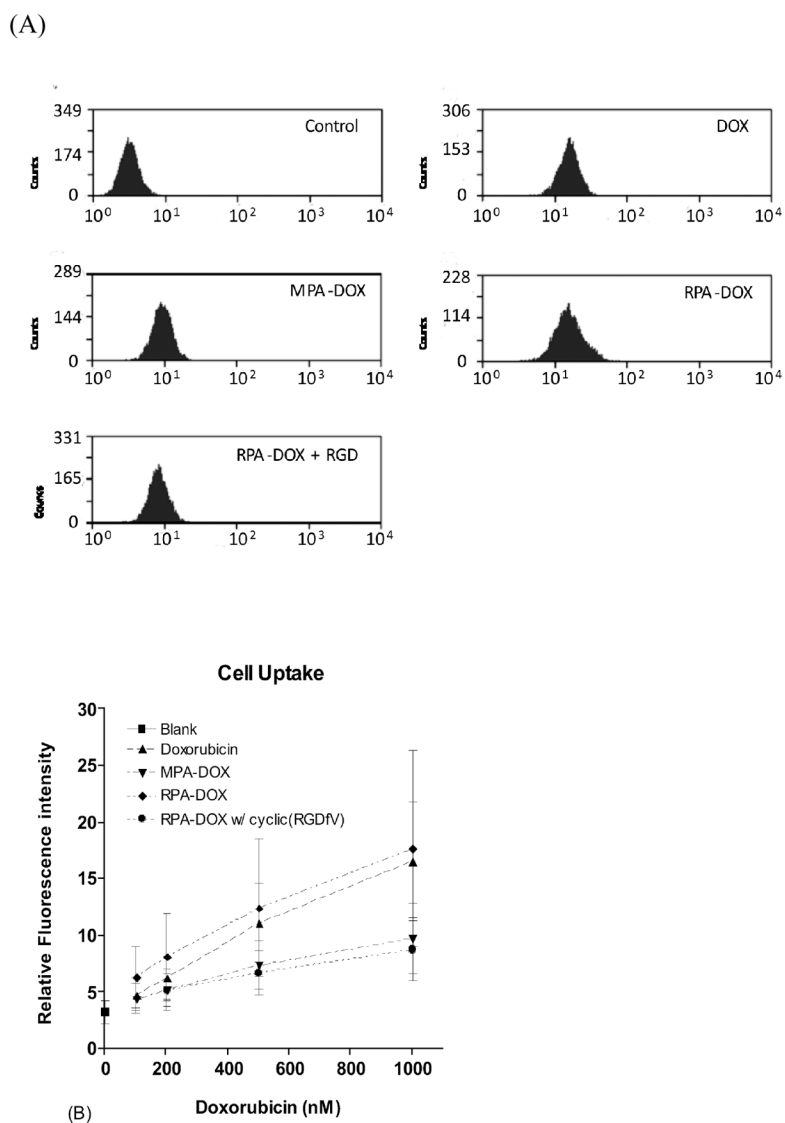 (A)
349
174
0
Counts
Control
10⁰ 10¹ 10² 10³ 10⁴
306
153
0
Counts
DOX
10⁰ 10¹ 10² 10³ 10⁴
289
144
0
Counts
MPA-DOX
10⁰ 10¹ 10² 10³ 10⁴
228
114
0
Counts
RPA-DOX
10⁰ 10¹ 10² 10³ 10⁴
331
165
0
Counts
RPA-DOX + RGD
10⁰ 10¹ 10² 10³ 10⁴
Cell Uptake
Relative Fluorescence intensity
30
25
20
15
10
5
0
Blank
Doxorubicin
MPA-DOX
RPA-DOX
RPA-DOX w/ cyclic(RGDfV)
0 200 400 600 800 1000
Doxorubicin (nM)
(B)